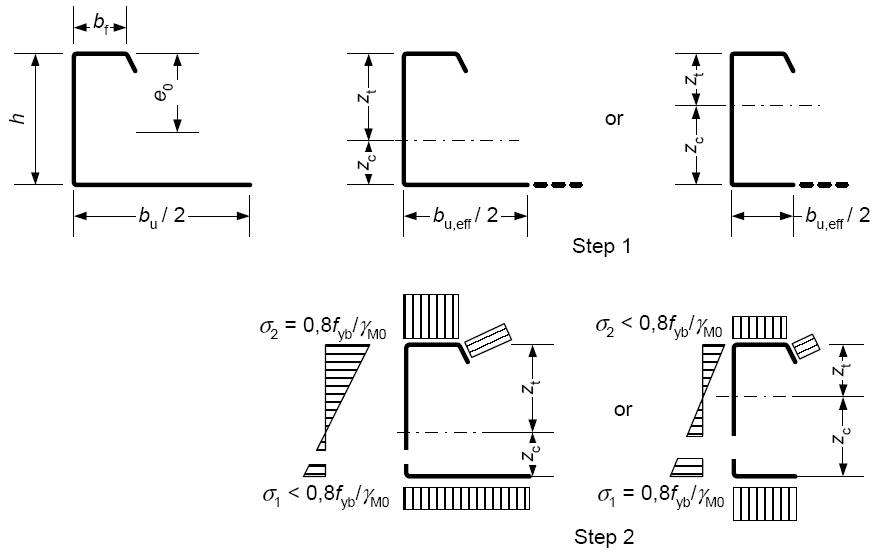 b_f
h
e_0
b_u / 2
z_t
z_c
b_u,eff / 2
or
z_t
z_c
b_u,eff / 2
Step 1
σ_2 = 0,8f_yb/γ_M0
z_t
z_c
σ_1 < 0,8f_yb/γ_M0
or
σ_2 < 0,8f_yb/γ_M0
z_t
z_c
σ_1 = 0,8f_yb/γ_M0
Step 2